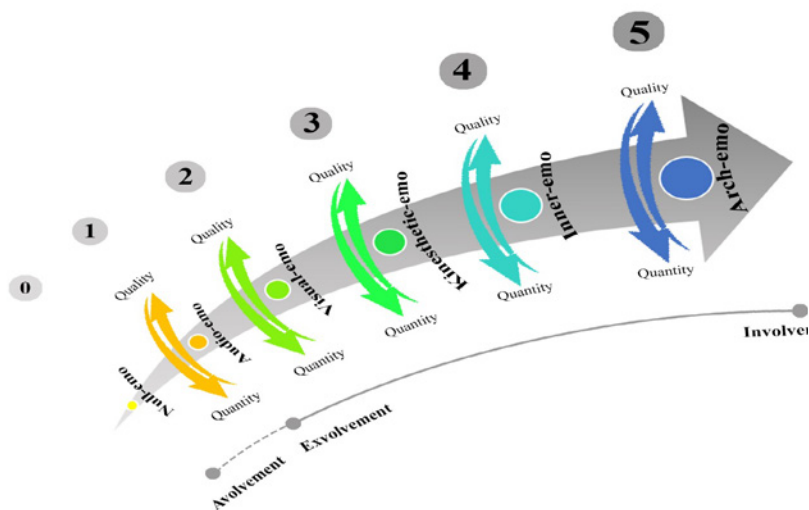 0
Null-emo
1
Quality
Audio-emo
Quantity
2
Quality
Visual-emo
Quantity
3
Quality
Kinesthetic-emo
Quantity
4
Quality
Inner-emo
Quantity
5
Quality
Arch-emo
Quantity
Avolvement
Exvolvement